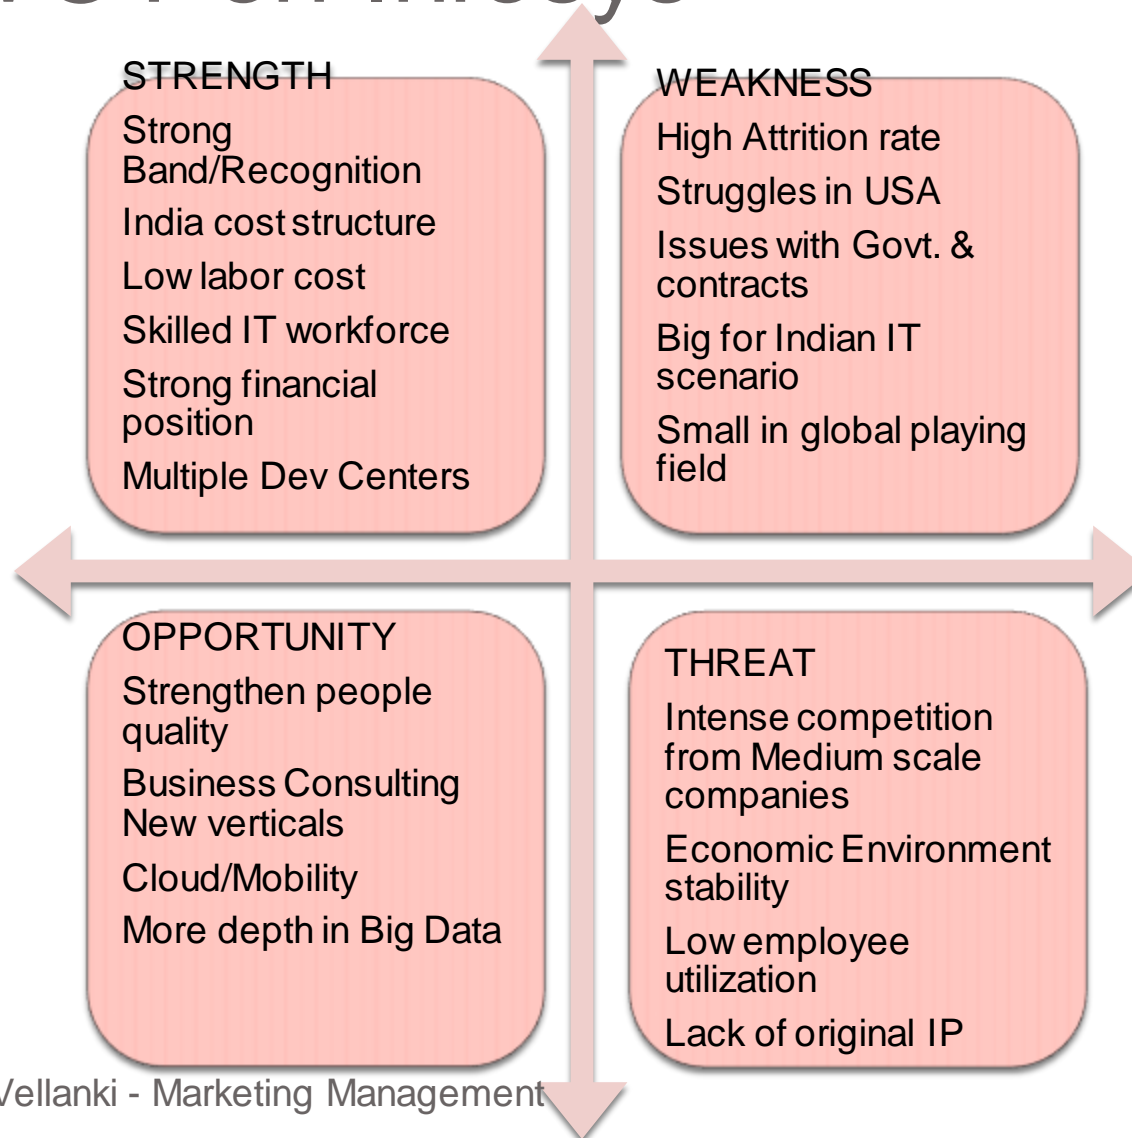 on Infosys
STRENGTH
Strong
Band/Recognition
India cost structure
Low labor cost
Skilled IT workforce
Strong financial
position
Multiple Dev Centers
WEAKNESS
High Attrition rate
Struggles in USA
Issues with Govt. &
contracts
Big for Indian IT
scenario
Small in global playing
field
OPPORTUNITY
Strengthen people
quality
Business Consulting
New verticals
Cloud/Mobility
More depth in Big Data
THREAT
Intense competition
from Medium scale
companies
Economic Environment
stability
Low employee
utilization
Lack of original IP
Vellanki - Marketing Management